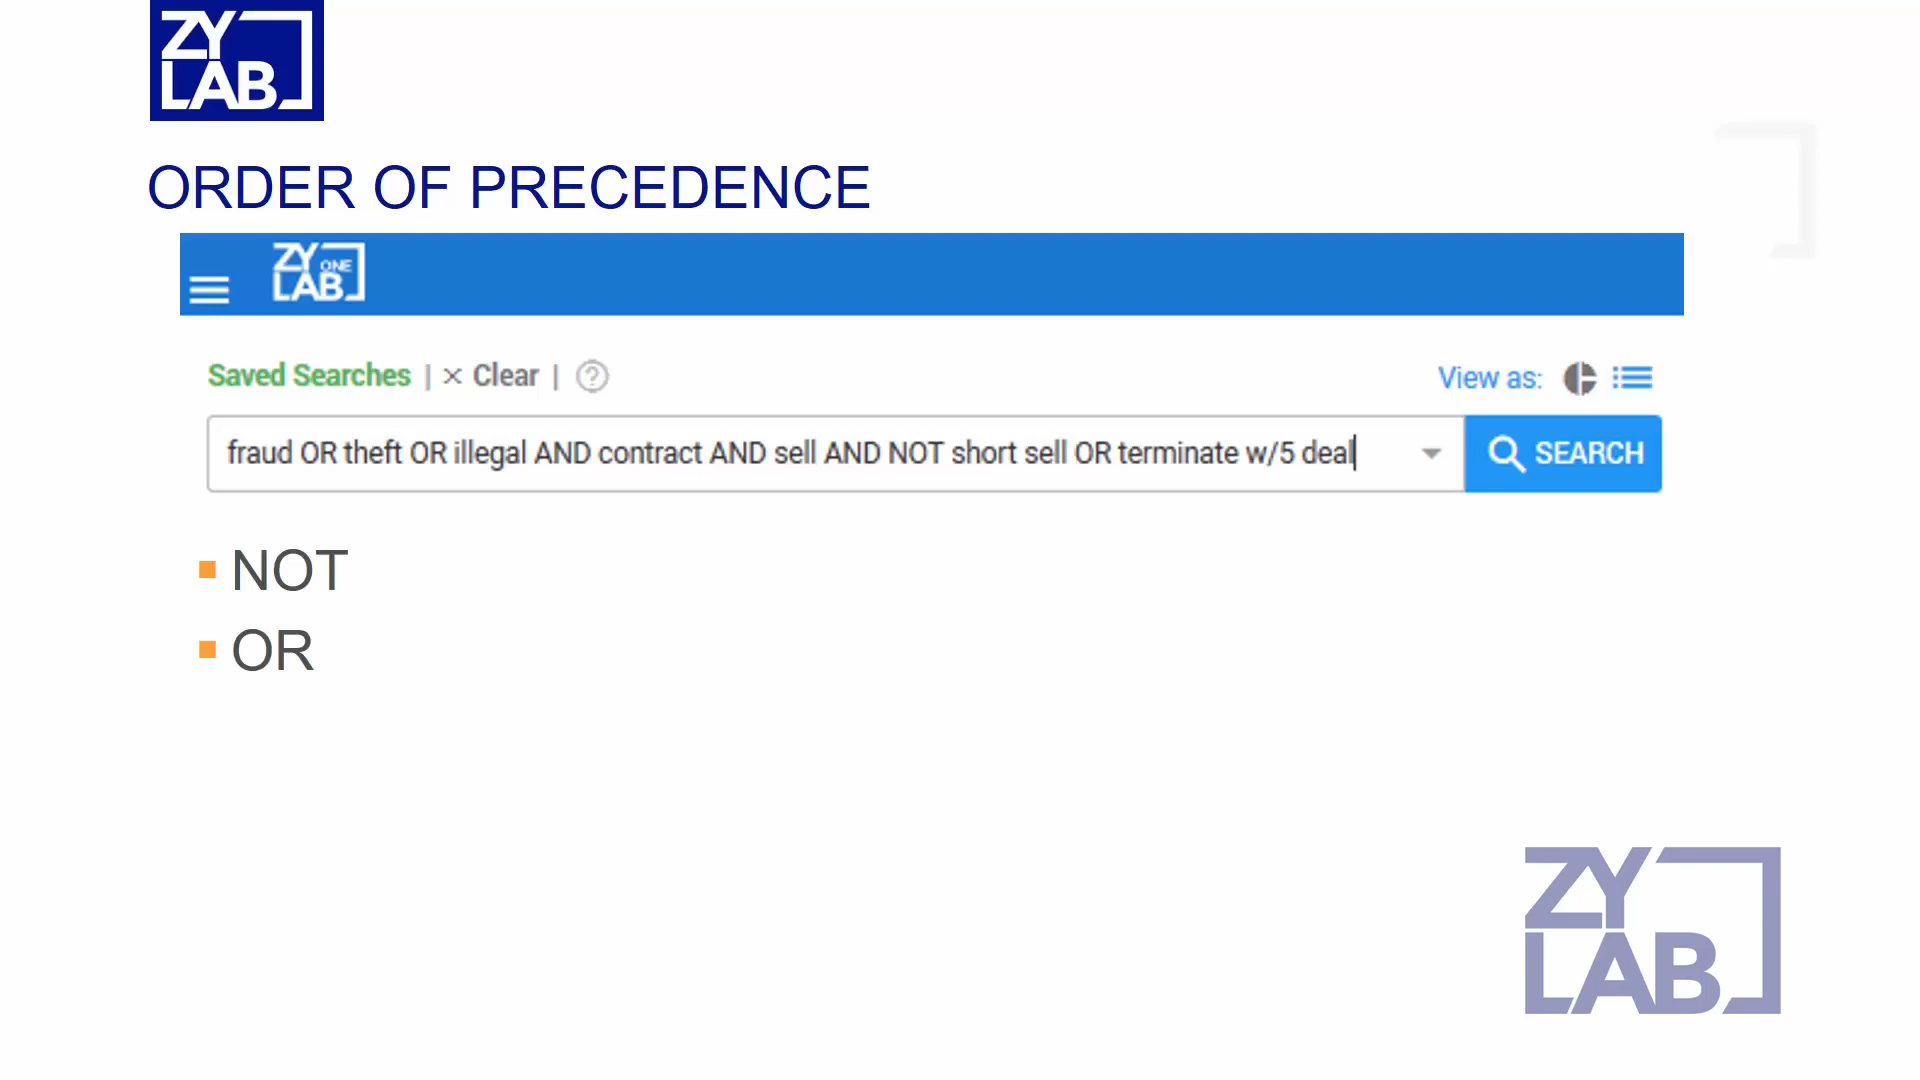 ZY
LAB
ORDER OF PRECEDENCE
ZY ONE
LAB
Saved Searches | × Clear | ?
View as:
fraud OR theft OR illegal AND contract AND sell AND NOT short sell OR terminate w/5 deal
SEARCH
NOT
OR
ZY
LAB